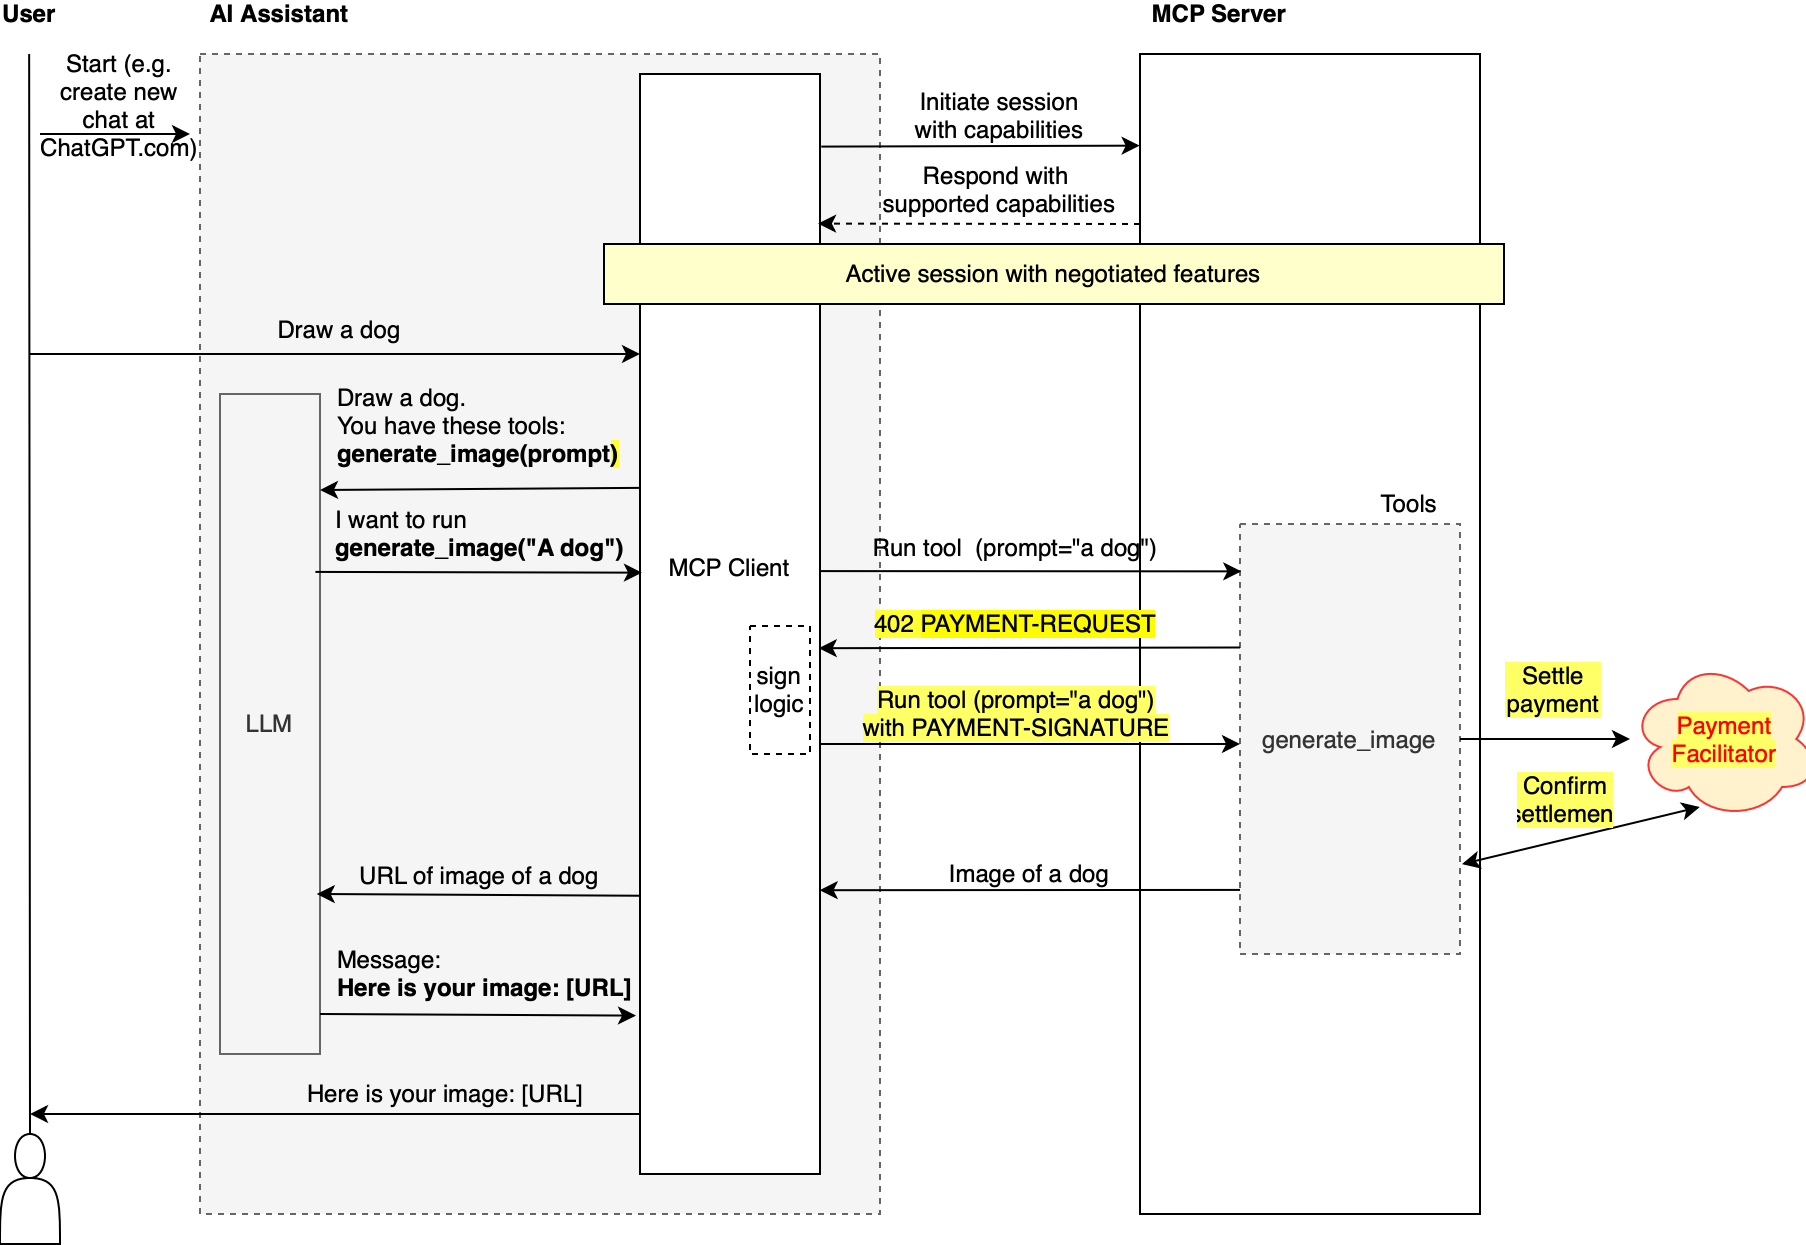 User
AI Assistant
MCP Server
Start (e.g.
create new
chat at
ChatGPT.com)
Initiate session
with capabilities
Respond with
supported capabilities
Active session with negotiated features
Draw a dog
Draw a dog.
You have these tools:
generate_image(prompt)
I want to run
generate_image("A dog")
MCP Client
Tools
Run tool  (prompt="a dog")
402 PAYMENT-REQUEST
sign
logic
Run tool (prompt="a dog")
with PAYMENT-SIGNATURE
LLM
generate_image
Settle
payment
Payment
Facilitator
Confirm
settlemen
URL of image of a dog
Image of a dog
Message:
Here is your image: [URL]
Here is your image: [URL]